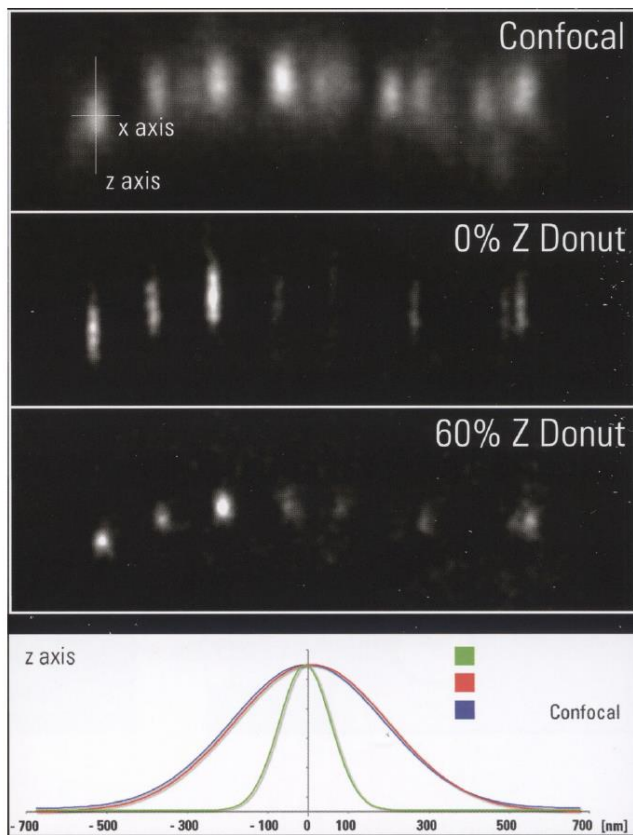 Confocal
x axis
z axis
0% Z Donut
60% Z Donut
z axis
Confocal
- 700 - 500 - 300 - 100 0 100 300 500 700 [nm]